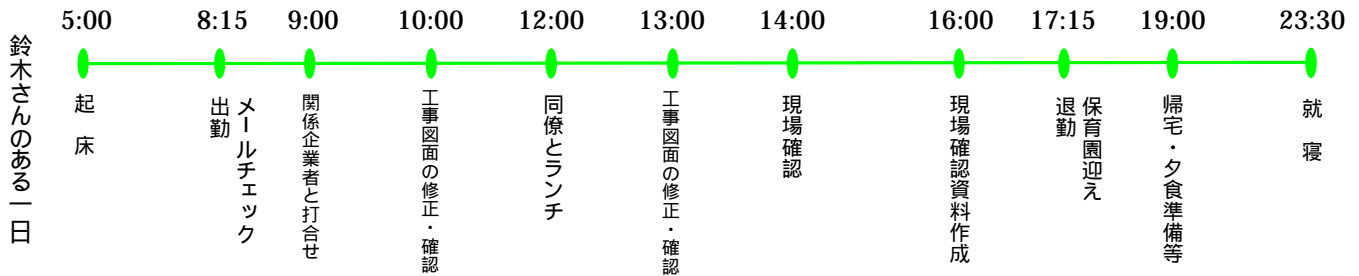 鈴木さんのある一日
5:00
起床
8:15
出勤
メールチェック
9:00
関係企業者と打合せ
10:00
工事図面の修正・確認
12:00
同僚とランチ
13:00
工事図面の修正・確認
14:00
現場確認
16:00
現場確認資料作成
17:15
退勤
保育園迎え
19:00
帰宅・夕食準備等
23:30
就寝